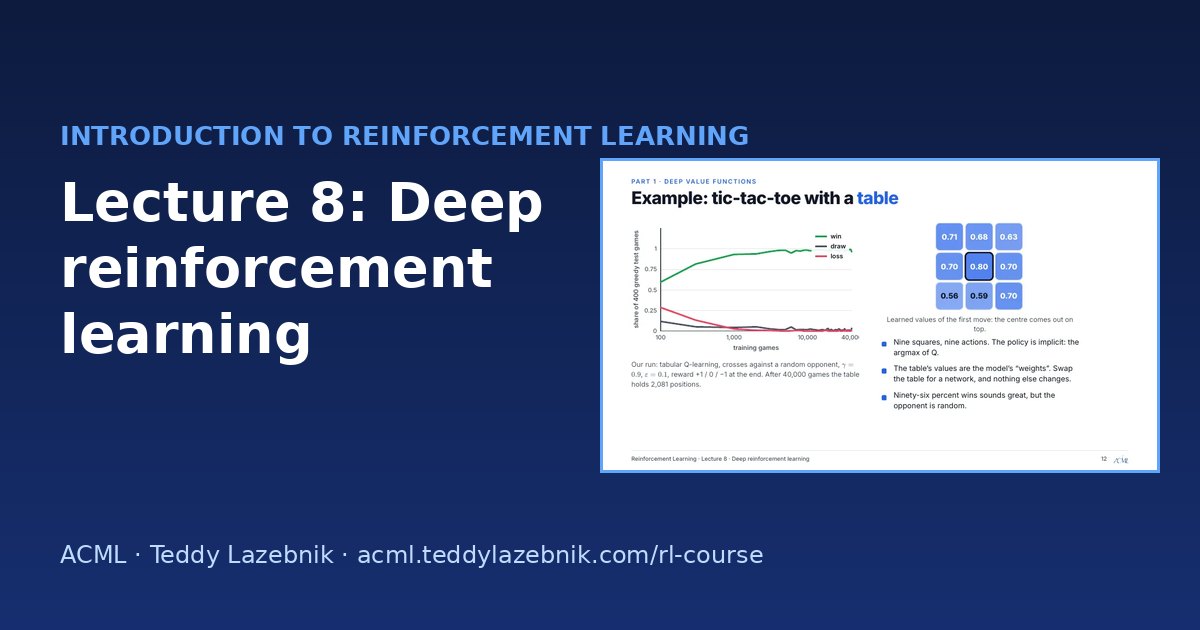 INTRODUCTION TO REINFORCEMENT LEARNING
Lecture 8: Deep
reinforcement
learning
PART 1 · DEEP VALUE FUNCTIONS
Example: tic-tac-toe with a table
share of 400 greedy test games
1
0.75
0.5
0.25
0
100
1,000
10,000
40,00
training games
win
draw
loss
Our run: tabular Q-learning, crosses against a random opponent, γ =
0.9, ε = 0.1, reward +1 / 0 / −1 at the end. After 40,000 games the table
holds 2,081 positions.
0.71 0.68 0.63
0.70 0.80 0.70
0.56 0.59 0.70
Learned values of the first move: the centre comes out on
top.
Nine squares, nine actions. The policy is implicit: the
argmax of Q.
The table's values are the model's “weights”. Swap
the table for a network, and nothing else changes.
Ninety-six percent wins sounds great, but the
opponent is random.
Reinforcement Learning · Lecture 8 · Deep reinforcement learning
12
ACML
ACML · Teddy Lazebnik · acml.teddylazebnik.com/rl-course